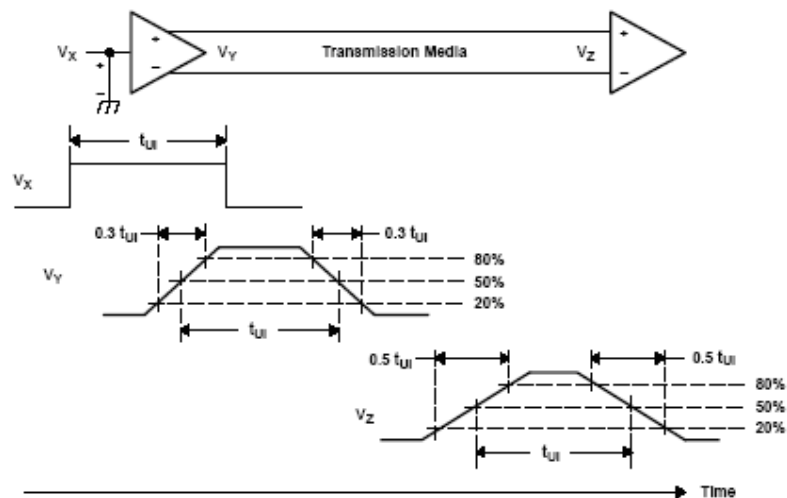 VX + − VY Transmission Media VZ + −
+
−
tUI
VX
0.3 tUI 0.3 tUI
80%
VY 50%
20%
tUI
0.5 tUI 0.5 tUI
80%
VZ 50%
20%
tUI
Time